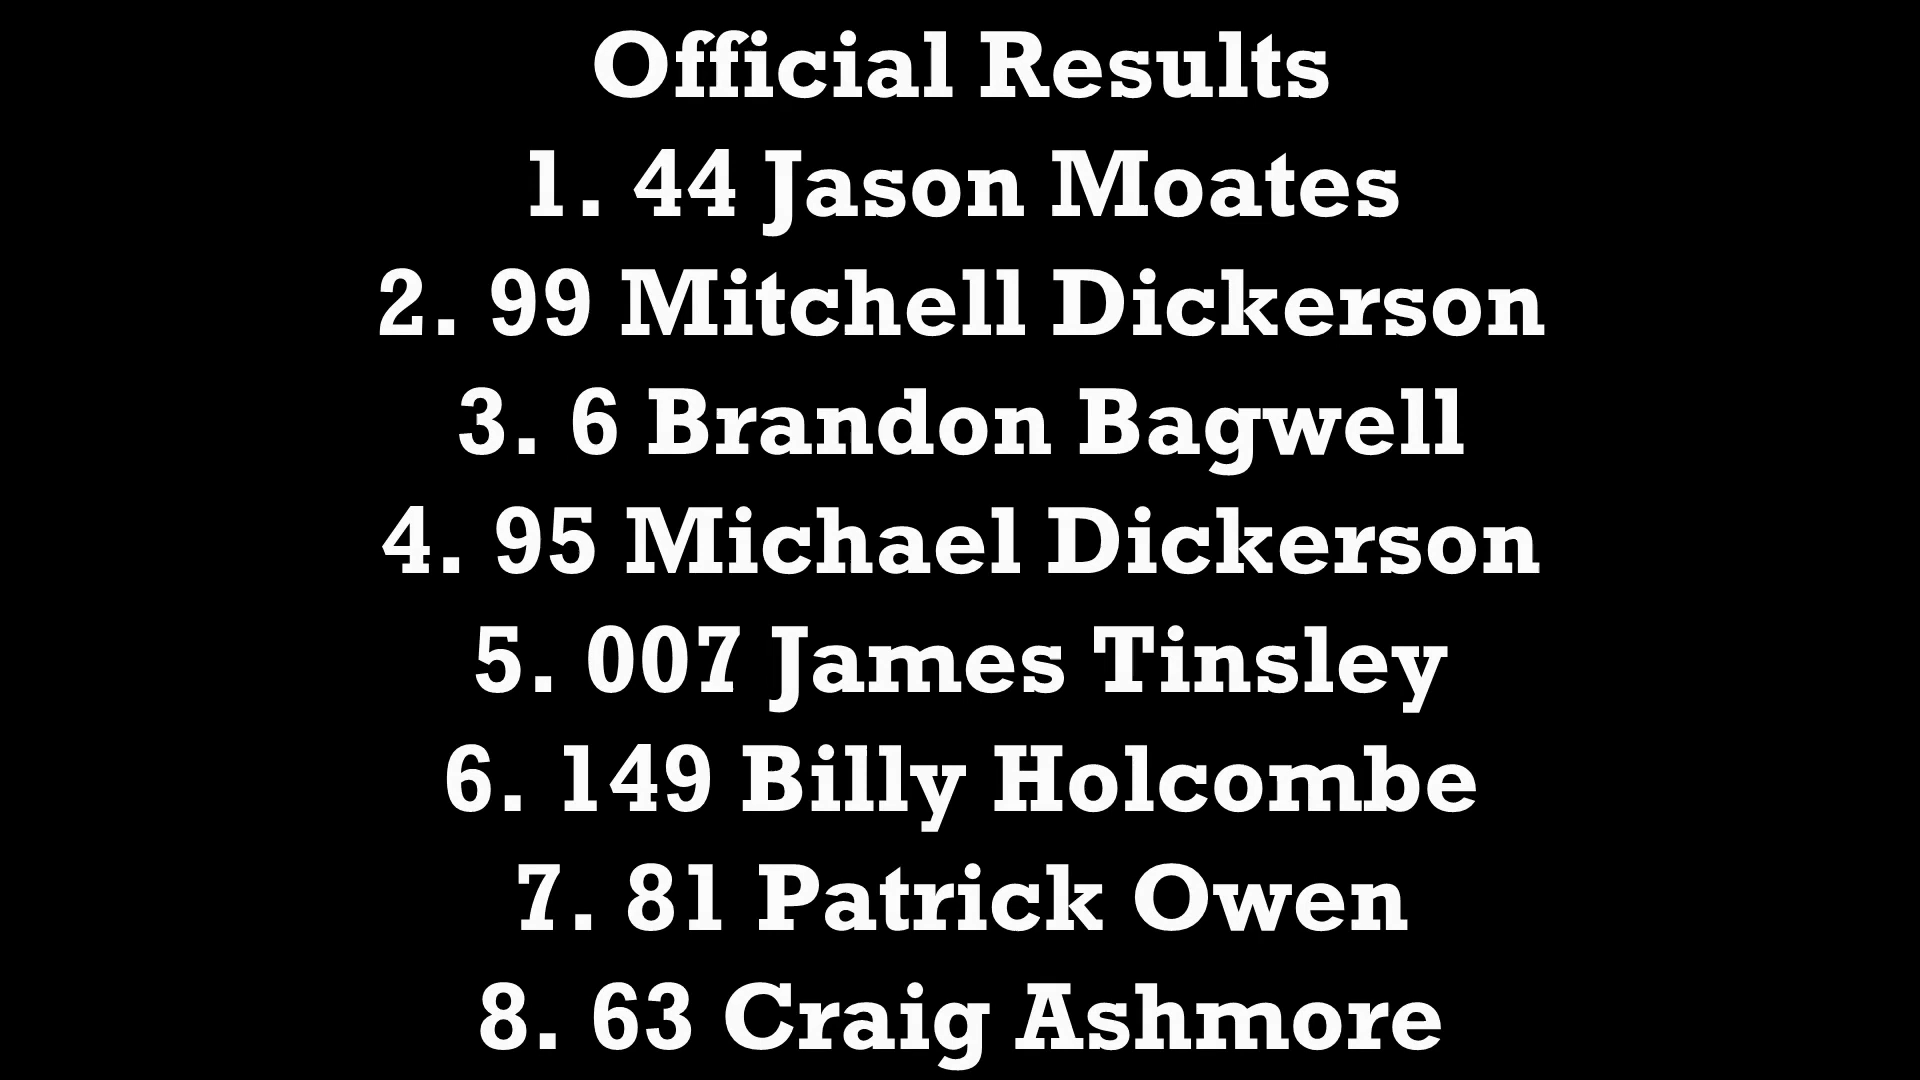 Official Results
1. 44 Jason Moates
2. 99 Mitchell Dickerson
3. 6 Brandon Bagwell
4. 95 Michael Dickerson
5. 007 James Tinsley
6. 149 Billy Holcombe
7. 81 Patrick Owen
8. 63 Craig Ashmore